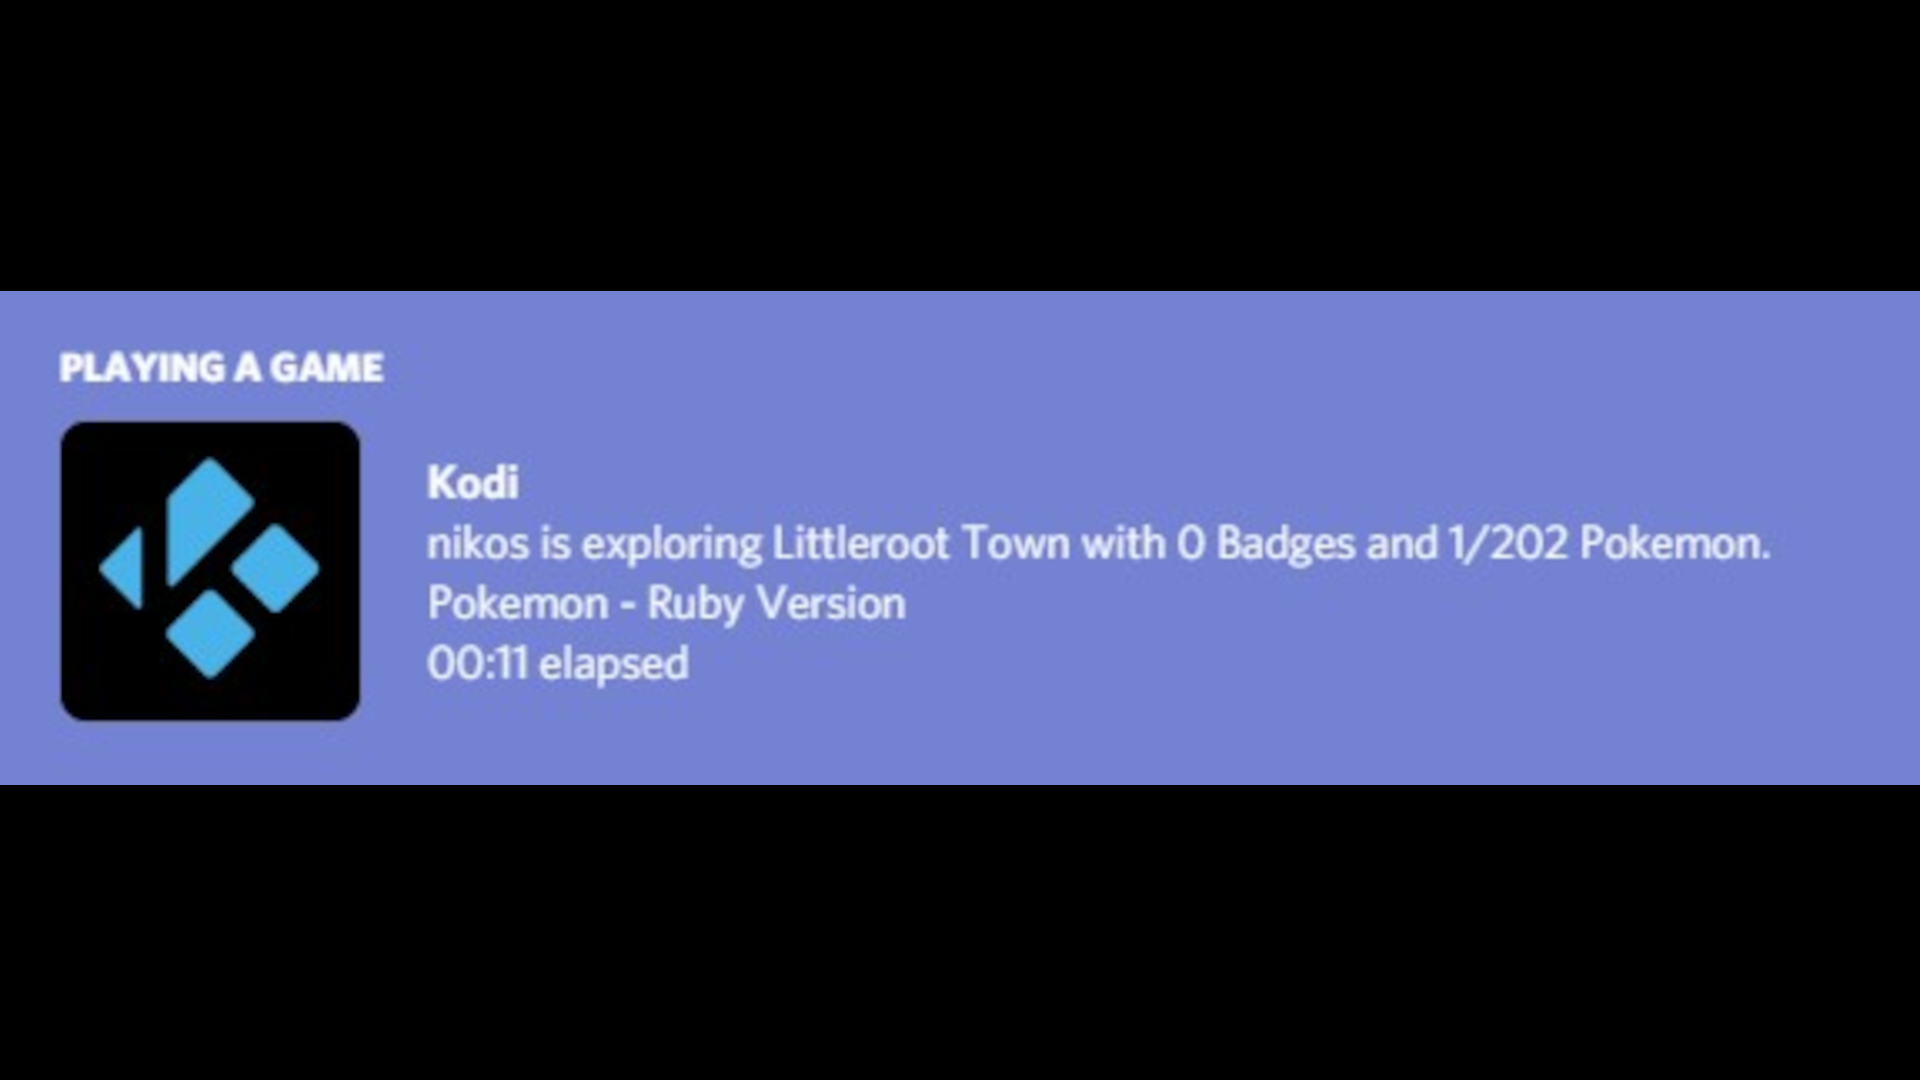 PLAYING A GAME
Kodi
nikos is exploring Littleroot Town with 0 Badges and 1/202 Pokemon.
Pokemon - Ruby Version
00:11 elapsed